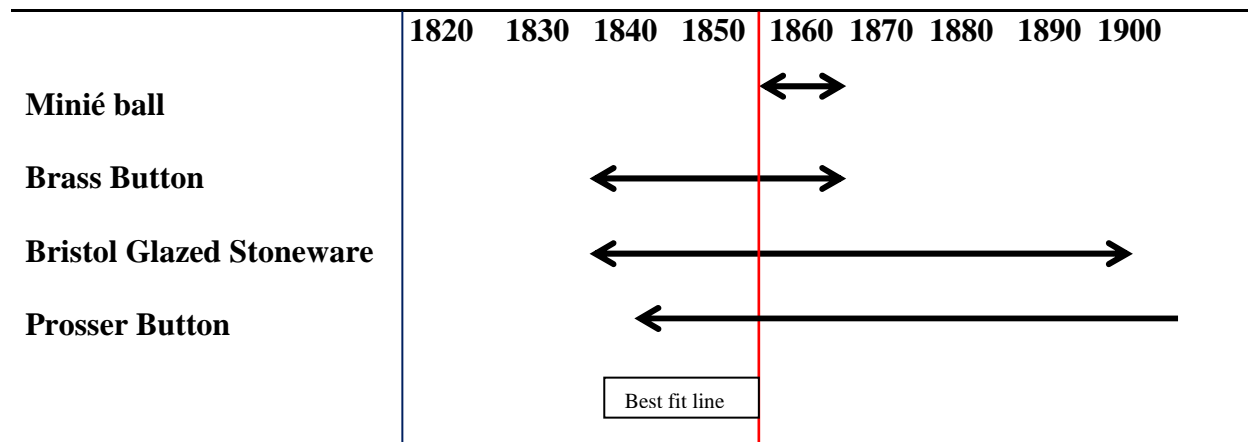 1820 1830 1840 1850 1860 1870 1880 1890 1900
Minié ball
Brass Button
Bristol Glazed Stoneware
Prosser Button
Best fit line